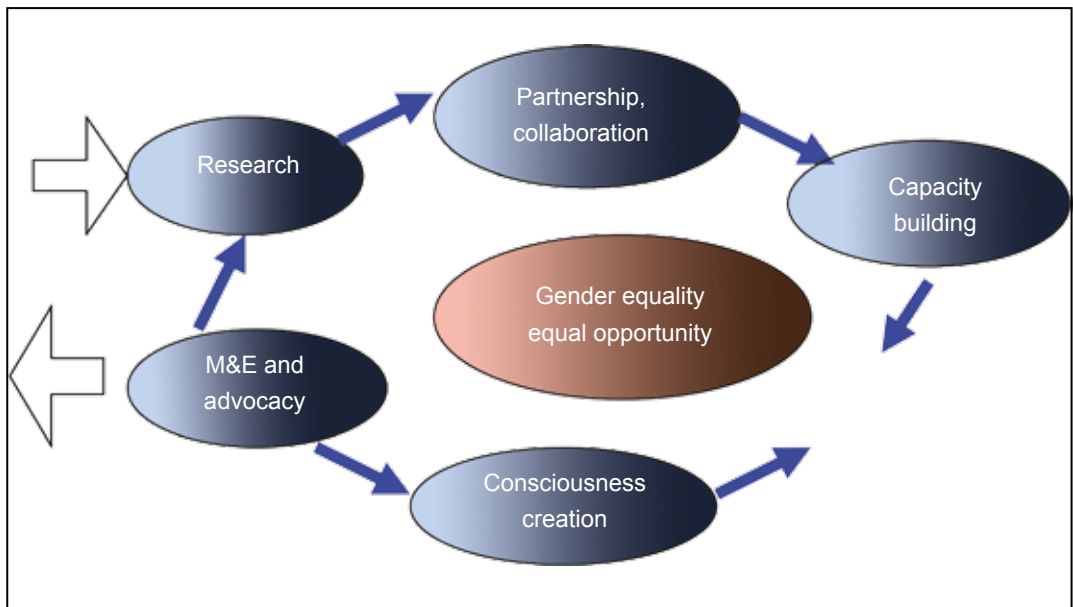 Partnership,
collaboration
Research
Capacity
building
Gender equality
equal opportunity
M&E and
advocacy
Consciousness
creation